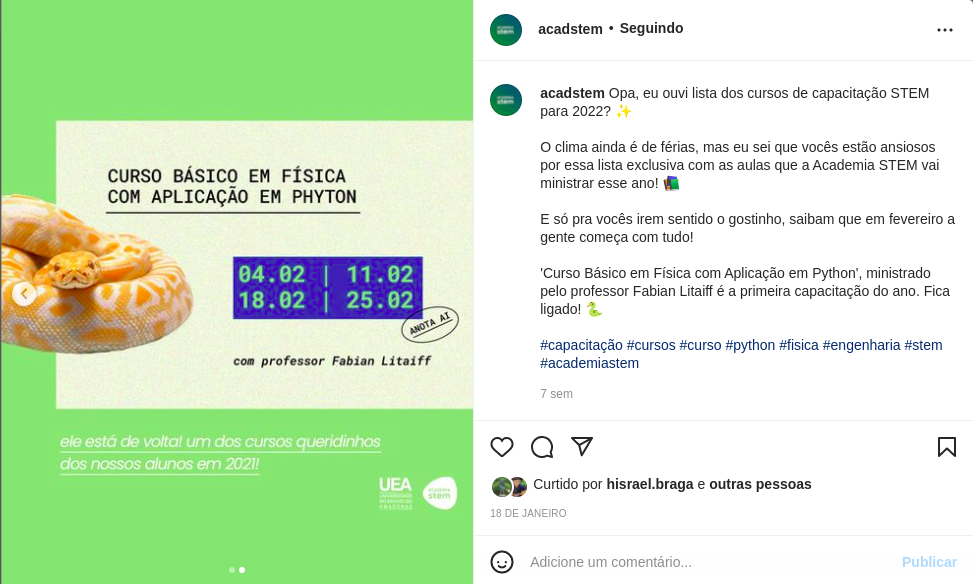 CURSO BÁSICO EM FÍSICA
COM APLICAÇÃO EM PHYTON
04.02 | 11.02
18.02 | 25.02
ANOTA AI
com professor Fabian Litaiff
ele está de volta! um dos cursos queridinhos
dos nossos alunos em 2021!
UEA
UNIVERSIDADE
DO ESTADO DO
AMAZONAS
academia
stem
acadstem • Seguindo
acadstem Opa, eu ouvi lista dos cursos de capacitação STEM
para 2022? ✨
O clima ainda é de férias, mas eu sei que vocês estão ansiosos
por essa lista exclusiva com as aulas que a Academia STEM vai
ministrar esse ano! 📚
E só pra vocês irem sentido o gostinho, saibam que em fevereiro a
gente começa com tudo!
'Curso Básico em Física com Aplicação em Python', ministrado
pelo professor Fabian Litaiff é a primeira capacitação do ano. Fica
ligado! 🐍
#capacitação #cursos #curso #python #fisica #engenharia #stem
#academiastem
7 sem
Curtido por hisrael.braga e outras pessoas
18 DE JANEIRO
Adicione um comentário...
Publicar